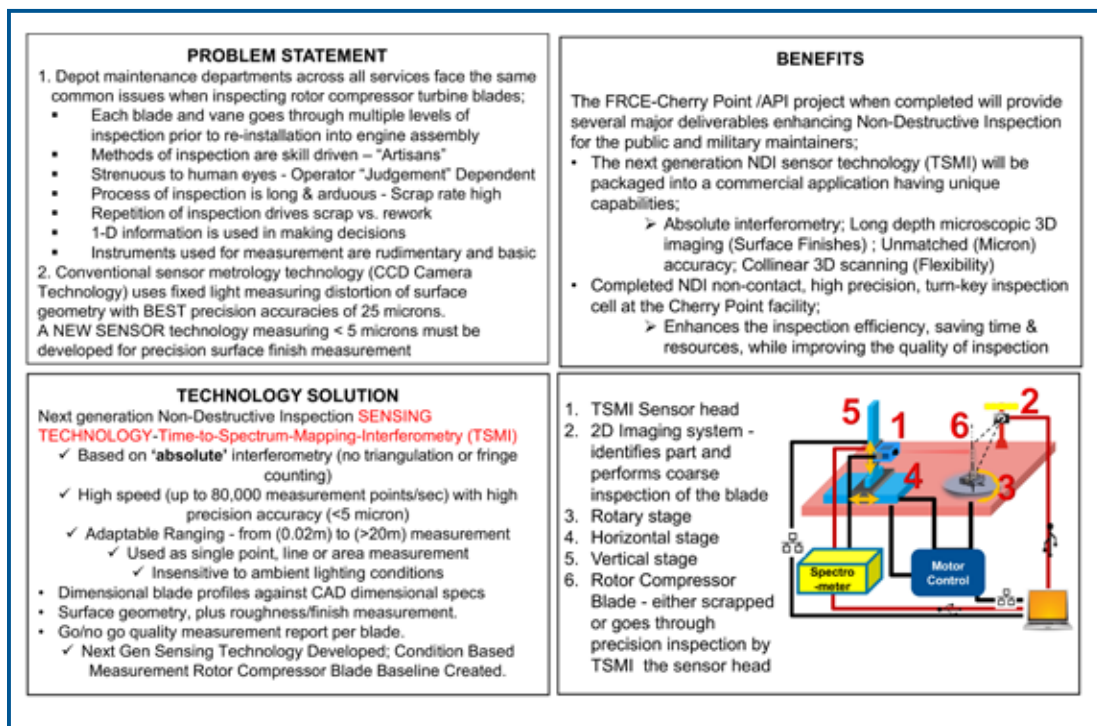 PROBLEM STATEMENT
1. Depot maintenance departments across all services face the same
common issues when inspecting rotor compressor turbine blades;
▪ Each blade and vane goes through multiple levels of
inspection prior to re-installation into engine assembly
▪ Methods of inspection are skill driven – “Artisans”
▪ Strenuous to human eyes - Operator “Judgement” Dependent
▪ Process of inspection is long & arduous - Scrap rate high
▪ Repetition of inspection drives scrap vs. rework
▪ 1-D information is used in making decisions
▪ Instruments used for measurement are rudimentary and basic
2. Conventional sensor metrology technology (CCD Camera
Technology) uses fixed light measuring distortion of surface
geometry with BEST precision accuracies of 25 microns.
A NEW SENSOR technology measuring < 5 microns must be
developed for precision surface finish measurement
BENEFITS
The FRCE-Cherry Point /API project when completed will provide
several major deliverables enhancing Non-Destructive Inspection
for the public and military maintainers;
• The next generation NDI sensor technology (TSMI) will be
packaged into a commercial application having unique
capabilities;
➢ Absolute interferometry; Long depth microscopic 3D
imaging (Surface Finishes) ; Unmatched (Micron)
accuracy; Collinear 3D scanning (Flexibility)
• Completed NDI non-contact, high precision, turn-key inspection
cell at the Cherry Point facility;
➢ Enhances the inspection efficiency, saving time &
resources, while improving the quality of inspection
TECHNOLOGY SOLUTION
Next generation Non-Destructive Inspection SENSING
TECHNOLOGY-Time-to-Spectrum-Mapping-Interferometry (TSMI)
✓ Based on ‘absolute’ interferometry (no triangulation or fringe
counting)
✓ High speed (up to 80,000 measurement points/sec) with high
precision accuracy (<5 micron)
✓ Adaptable Ranging - from (0.02m) to (>20m) measurement
✓ Used as single point, line or area measurement
✓ Insensitive to ambient lighting conditions
• Dimensional blade profiles against CAD dimensional specs
• Surface geometry, plus roughness/finish measurement.
• Go/no go quality measurement report per blade.
✓ Next Gen Sensing Technology Developed; Condition Based
Measurement Rotor Compressor Blade Baseline Created.
1. TSMI Sensor head
2. 2D Imaging system -
identifies part and
performs coarse
inspection of the blade
3. Rotary stage
4. Horizontal stage
5. Vertical stage
6. Rotor Compressor
Blade - either scrapped
or goes through
precision inspection by
TSMI the sensor head
5
1
6
2
4
3
Spectro
-meter
Motor
Control